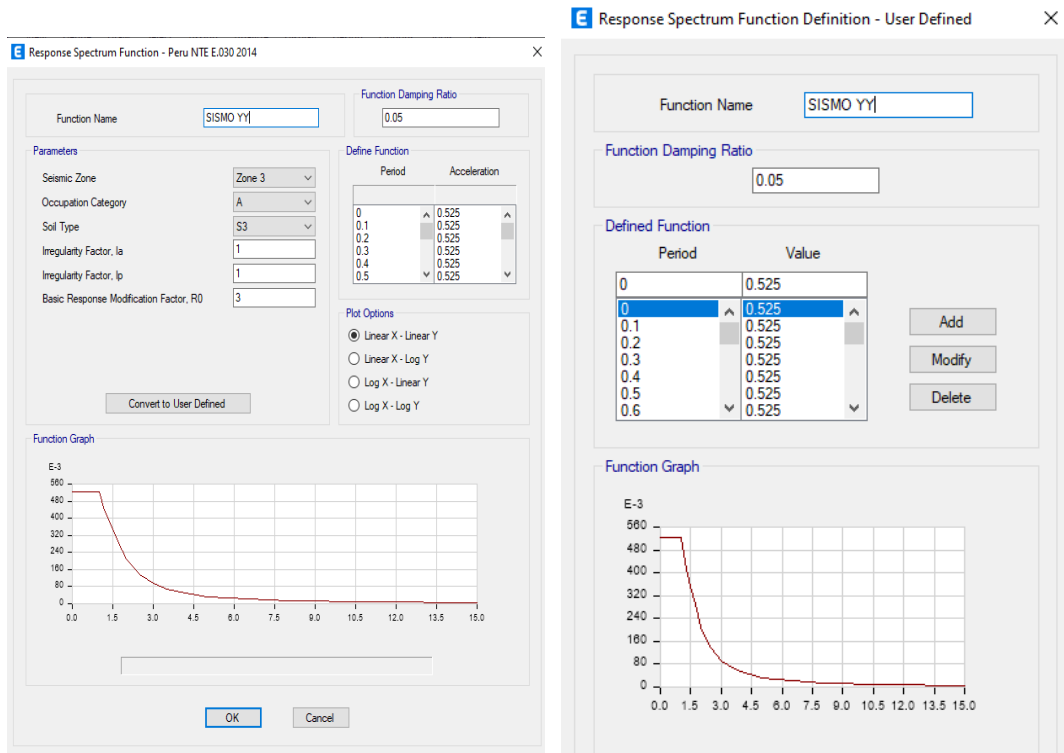 E Response Spectrum Function - Peru NTE E.030 2014
Function Name
SISMO YY
Function Damping Ratio
0.05
Parameters
Seismic Zone
Zone 3
Occupation Category
A
Soil Type
S3
Irregularity Factor, Ia
1
Irregularity Factor, Ip
1
Basic Response Modification Factor, R0
3
Convert to User Defined
Define Function
Period Acceleration
0 0.525
0.1 0.525
0.2 0.525
0.3 0.525
0.4 0.525
0.5 0.525
Plot Options
Linear X - Linear Y
Linear X - Log Y
Log X - Linear Y
Log X - Log Y
Function Graph
E-3
560
480
400
320
240
160
80
0
0.0 1.5 3.0 4.5 6.0 7.5 9.0 10.5 12.0 13.5 15.0
OK Cancel
E Response Spectrum Function Definition - User Defined
Function Name
SISMO YY
Function Damping Ratio
0.05
Defined Function
Period Value
0 0.525
0 0.525
0.1 0.525
0.2 0.525
0.3 0.525
0.4 0.525
0.5 0.525
0.6 0.525
Add
Modify
Delete
Function Graph
E-3
560
480
400
320
240
160
80
0
0.0 1.5 3.0 4.5 6.0 7.5 9.0 10.5 12.0 13.5 15.0